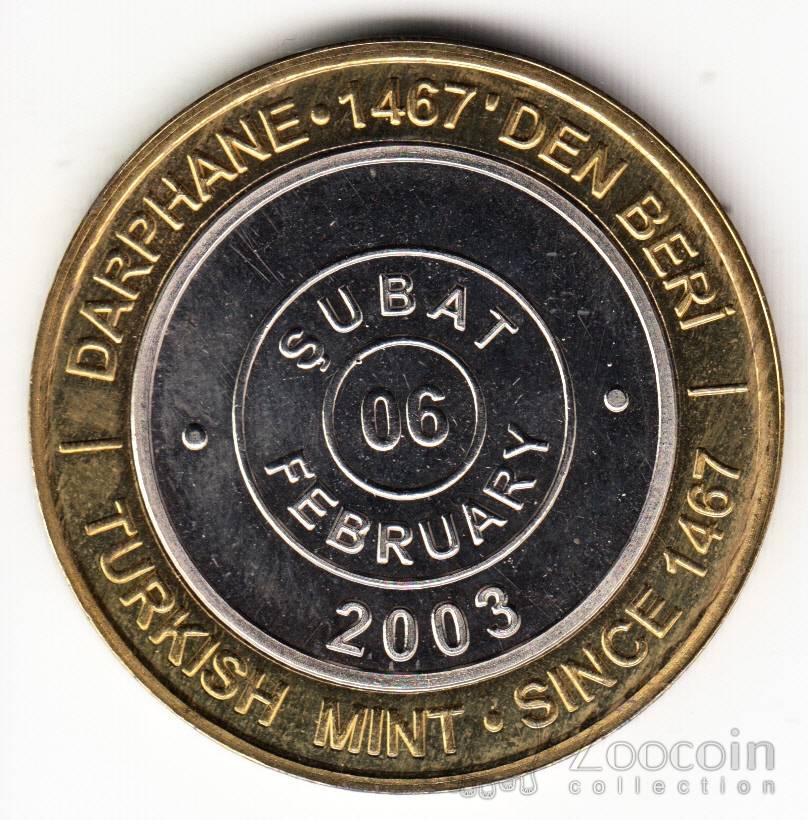 DARPHANE • 1467'DEN BERİ
ŞUBAT
06
FEBRUARY
2003
TURKISH MINT • SINCE 1467
Zoocoin
collection